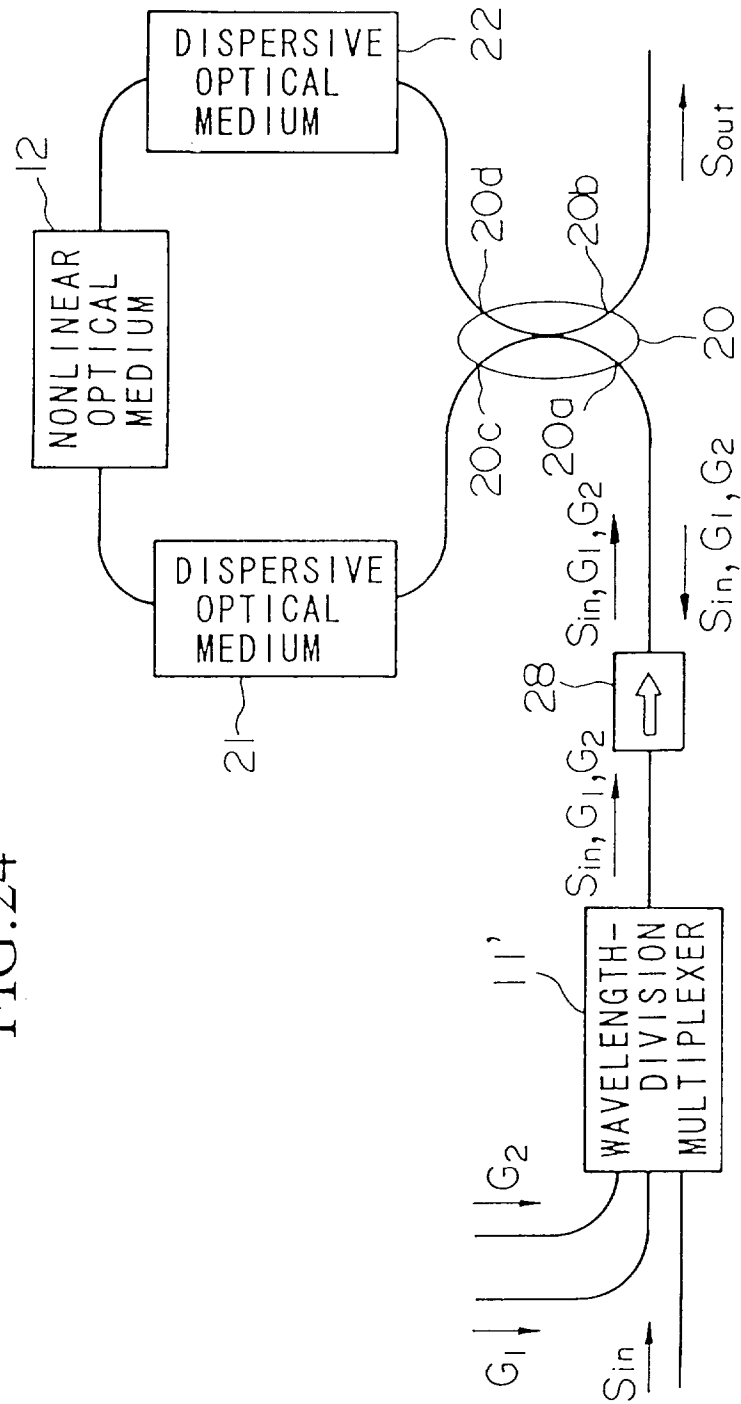 FIG.24
G1
G2
Sin
WAVELENGTH-
DIVISION
MULTIPLEXER
11'
Sin, G1, G2
28
Sin, G1, G2
Sin, G1, G2
20a
20b
20c
20d
20
Sout
DISPERSIVE
OPTICAL
MEDIUM
21
NONLINEAR
OPTICAL
MEDIUM
12
DISPERSIVE
OPTICAL
MEDIUM
22